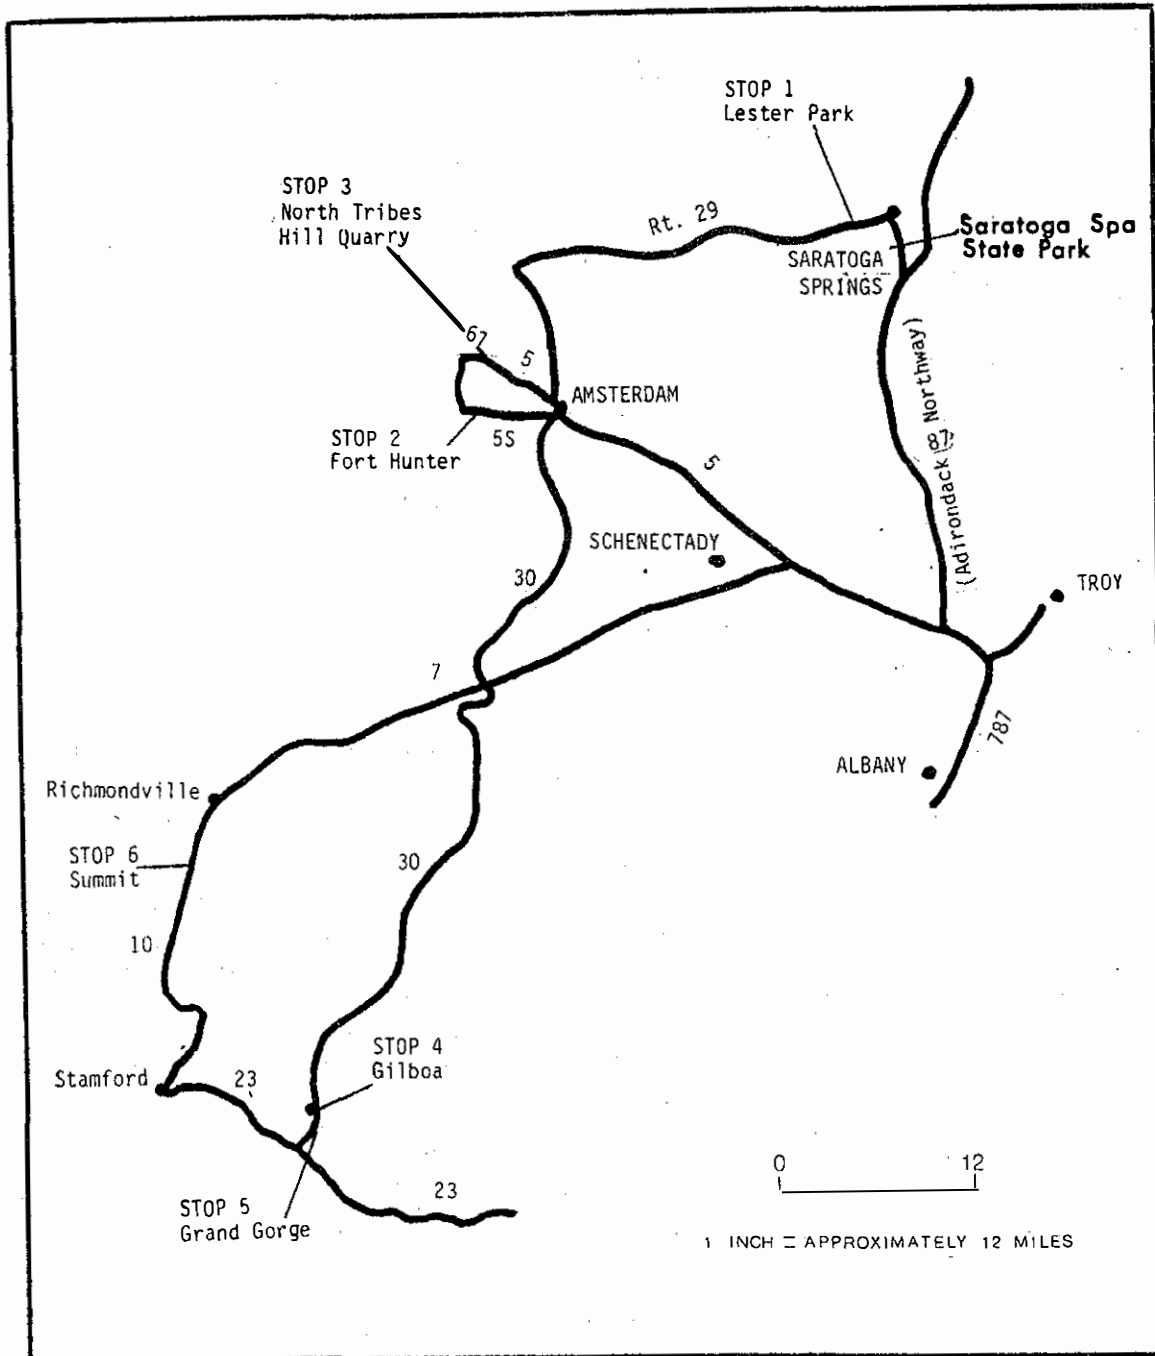 STOP 1
Lester Park
STOP 3
North Tribes
Hill Quarry
Rt. 29
Saratoga Spa
State Park
SARATOGA
SPRINGS
67
5
AMSTERDAM
STOP 2
Fort Hunter
5S
5
(Adirondack 87 Northway)
SCHENECTADY
30
TROY
7
787
ALBANY
Richmondville
STOP 6
Summit
30
10
STOP 4
Gilboa
Stamford
23
STOP 5
Grand Gorge
23
0 12
1 INCH = APPROXIMATELY 12 MILES